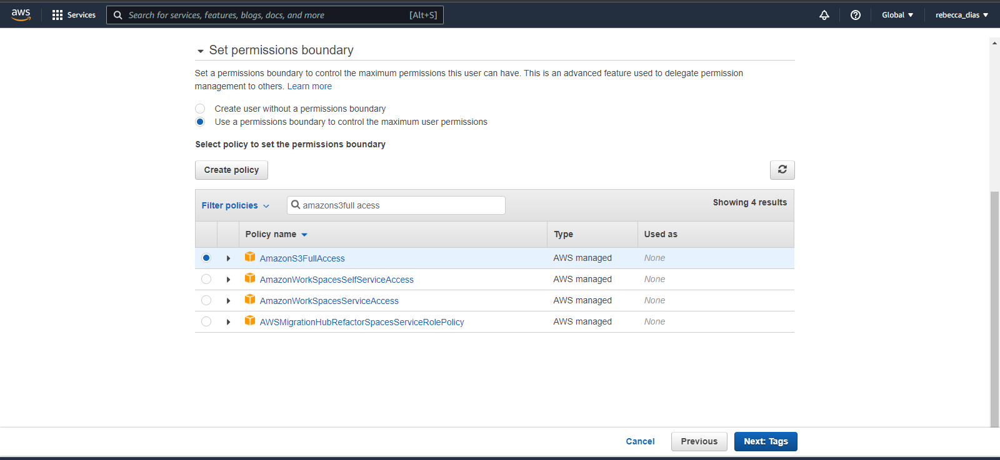 aws Services Search for services, features, blogs, docs, and more [Alt+S] Global rebecca_dias
Set permissions boundary
Set a permissions boundary to control the maximum permissions this user can have. This is an advanced feature used to delegate permission
management to others. Learn more
Create user without a permissions boundary
Use a permissions boundary to control the maximum user permissions
Select policy to set the permissions boundary
Create policy
Filter policies amazons3full acess Showing 4 results
Policy name Type Used as
AmazonS3FullAccess AWS managed None
AmazonWorkSpacesSelfServiceAccess AWS managed None
AmazonWorkSpacesServiceAccess AWS managed None
AWSMigrationHubRefactorSpacesServiceRolePolicy AWS managed None
Cancel Previous Next: Tags